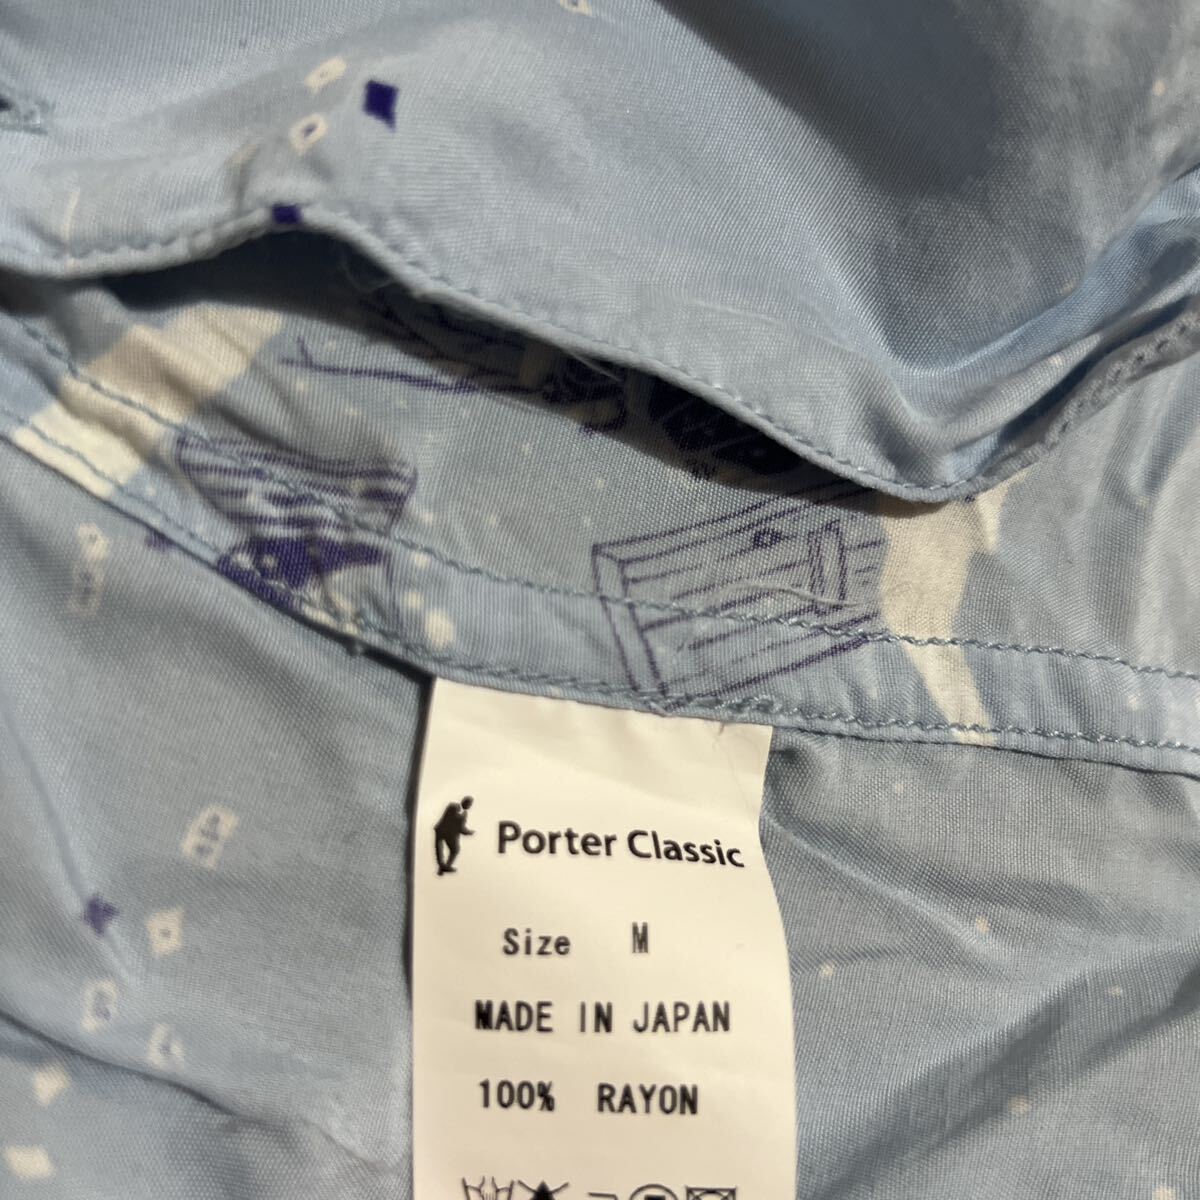 Porter Classic
Size M
MADE IN JAPAN
100% RAYON